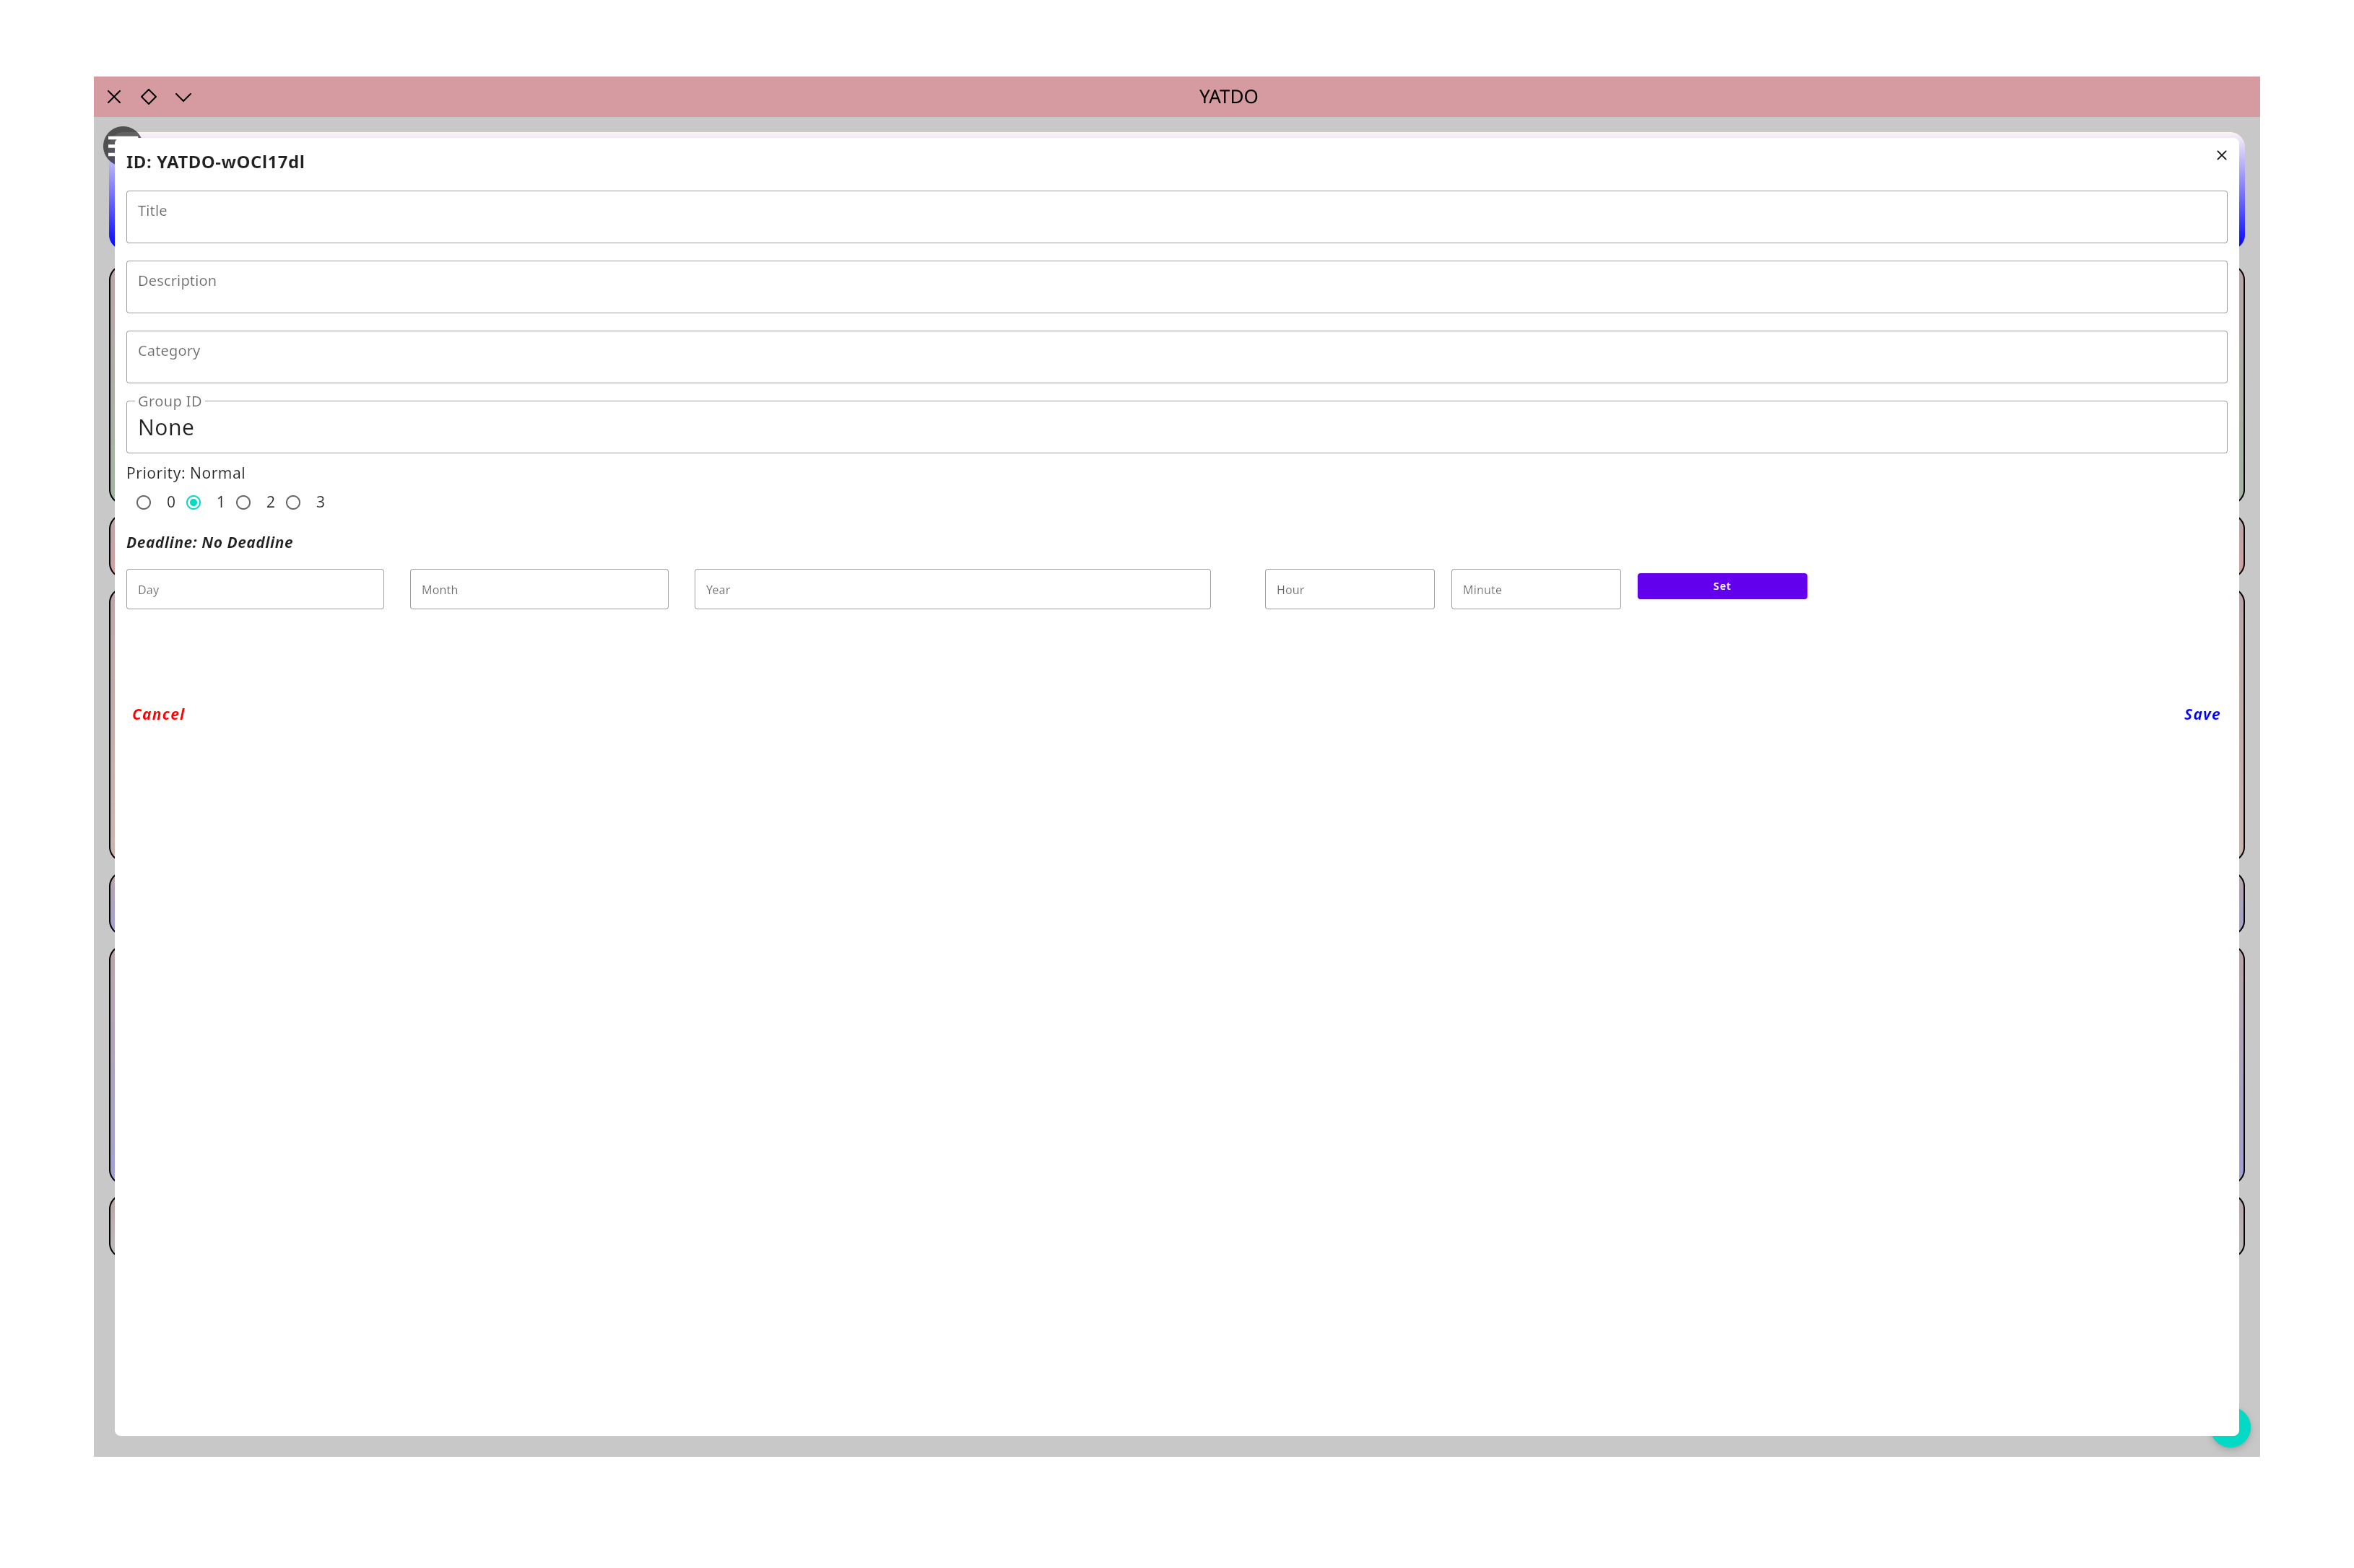 YATDO
ID: YATDO-wOCl17dl
Title
Description
Category
Group ID
None
Priority: Normal
0 1 2 3
Deadline: No Deadline
Day Month Year Hour Minute Set
Cancel Save